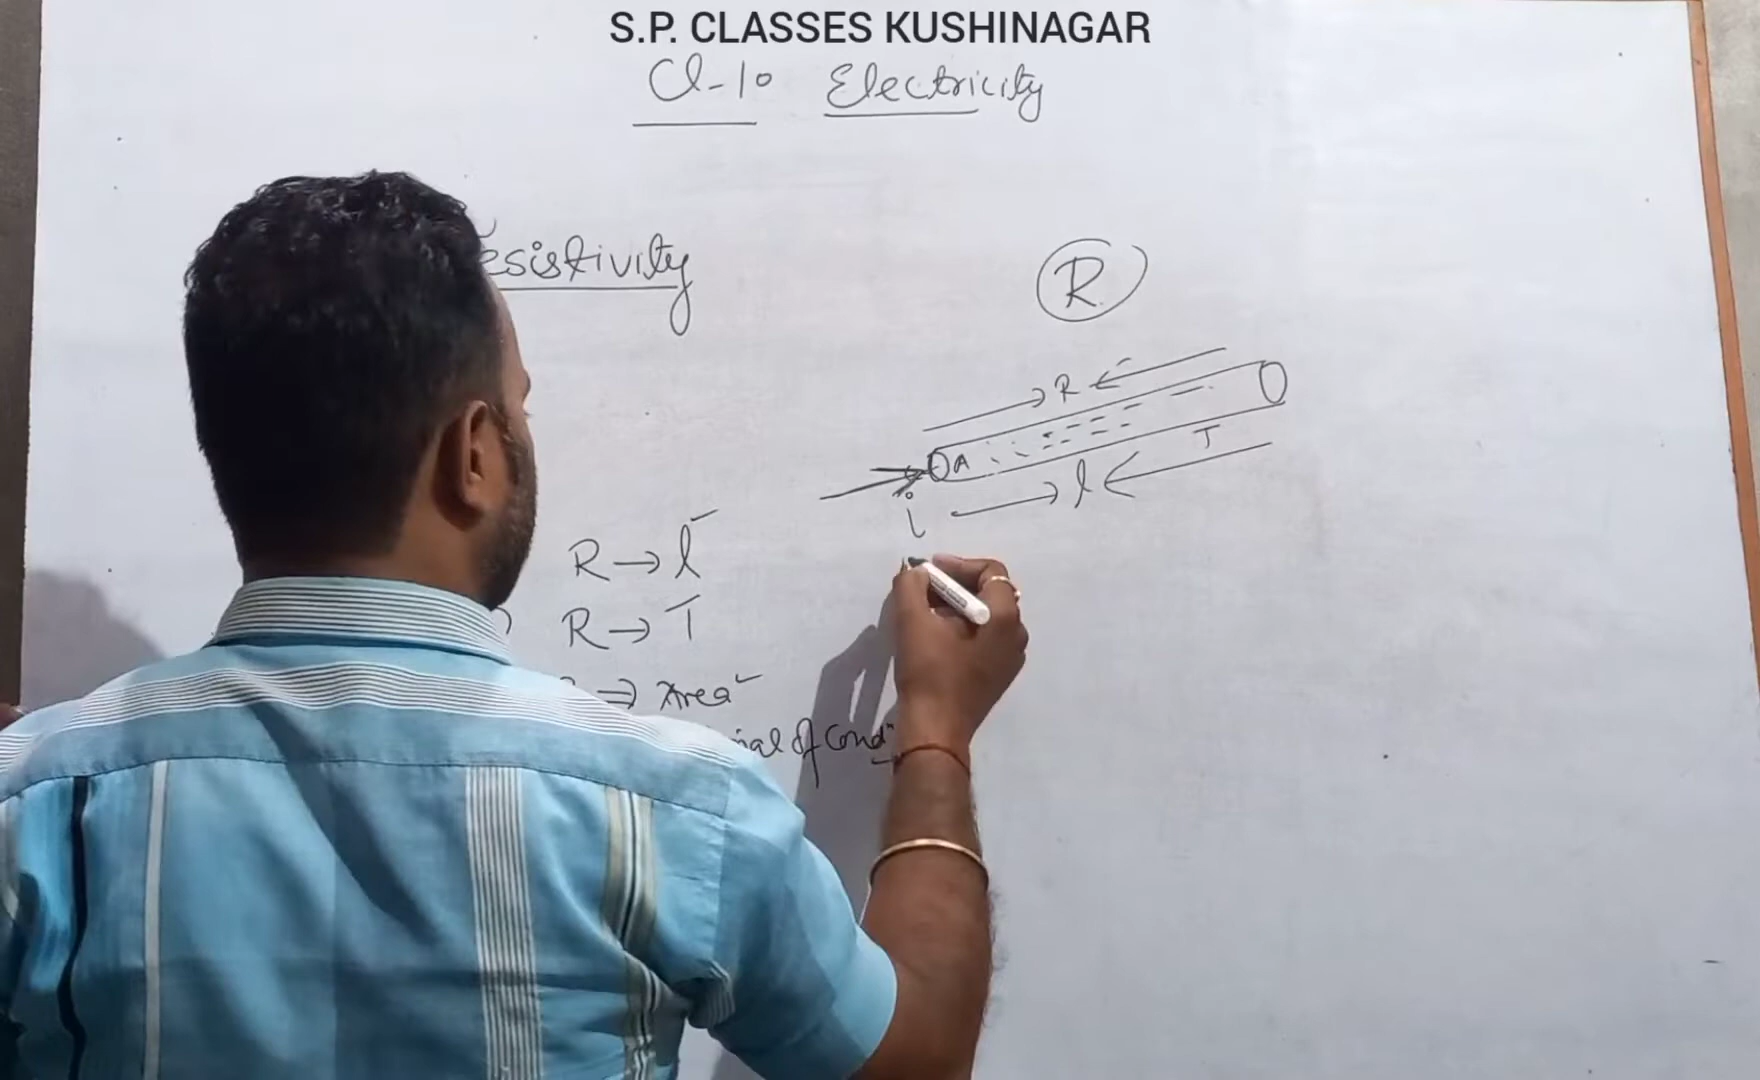 S.P. CLASSES KUSHINAGAR
Cl-10 Electricity
esistivity
R
→ R ←
A
T
→ l ←
i
R → l
R → T
⇒ Area
ial of Cond"